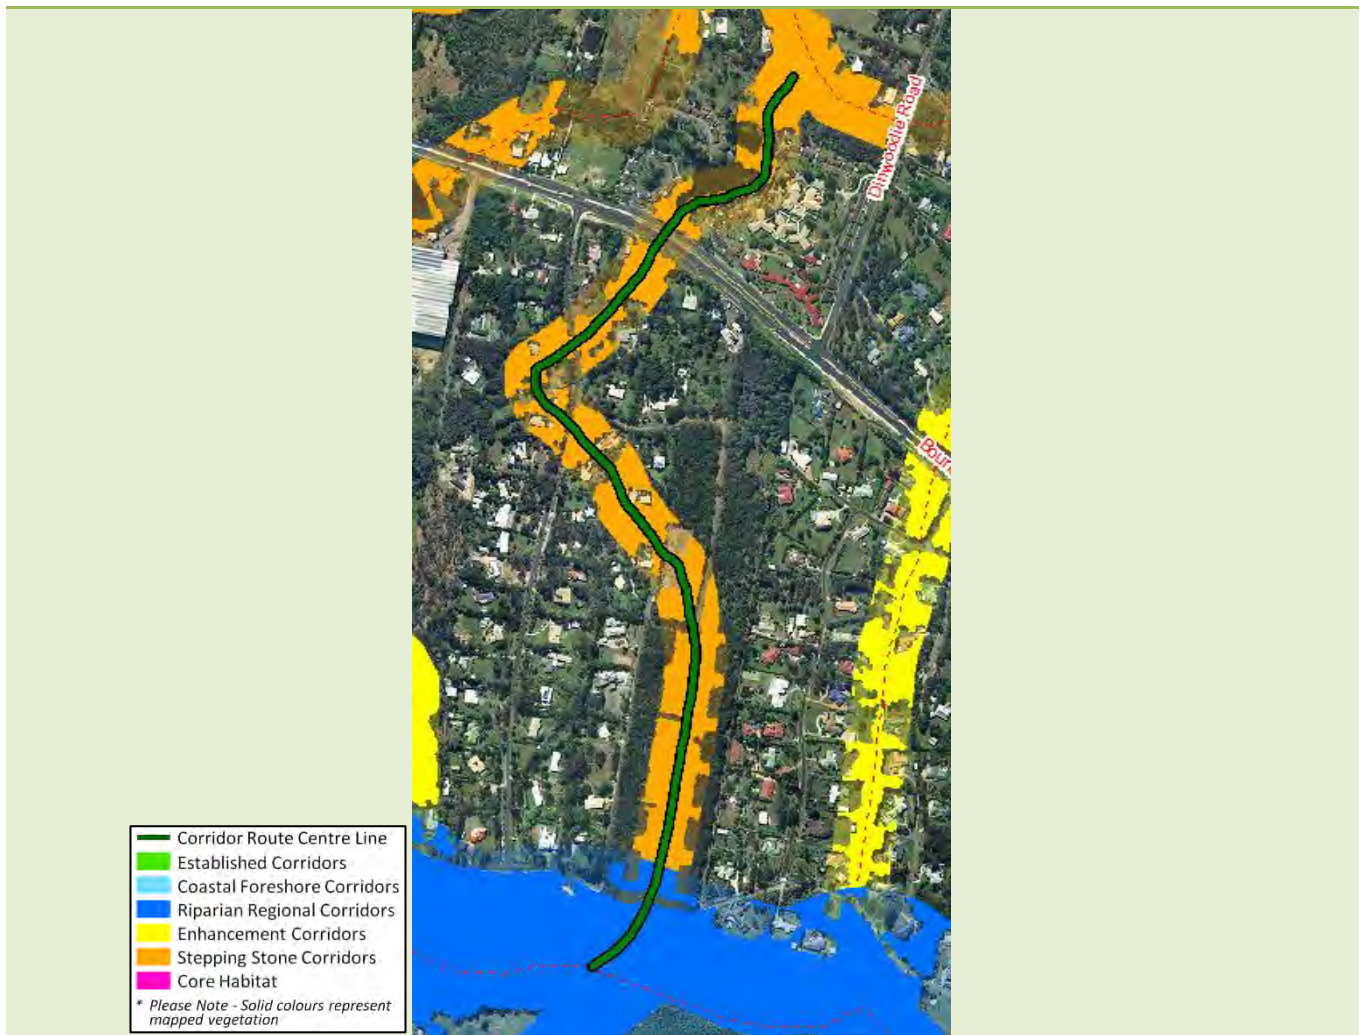 Dinwoodie Road
Corridor Route Centre Line
Established Corridors
Coastal Foreshore Corridors
Riparian Regional Corridors
Enhancement Corridors
Stepping Stone Corridors
Core Habitat
* Please Note - Solid colours represent
mapped vegetation